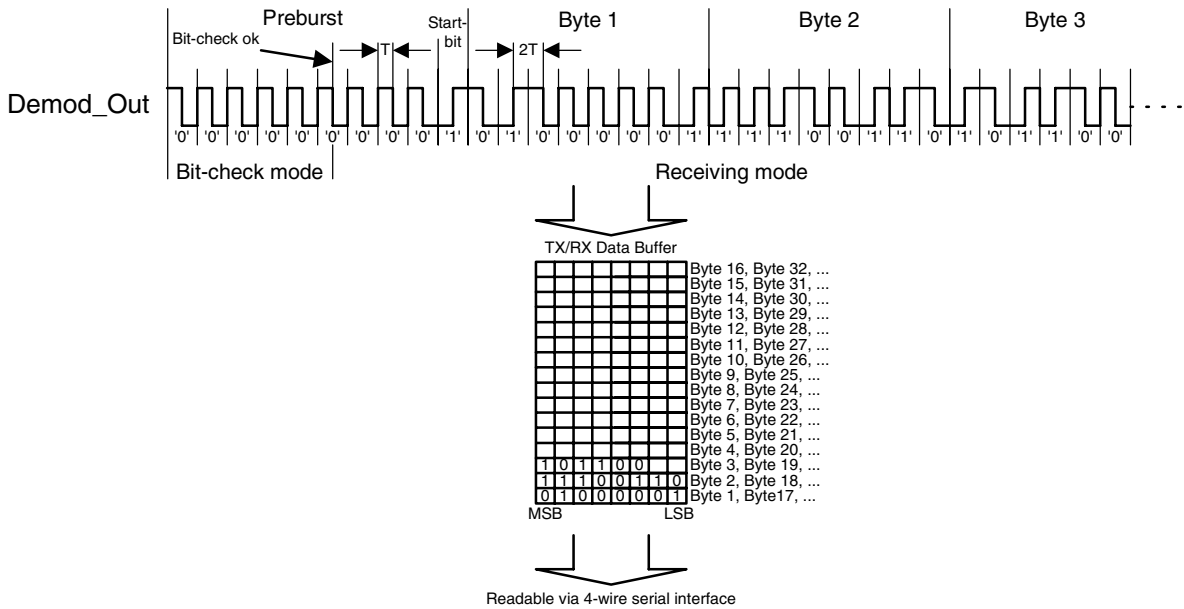 Preburst
Start-
bit
Byte 1
Byte 2
Byte 3
Bit-check ok
T
2T
Demod_Out
'0' '0' '0' '0' '0' '0' '0' '0' '0' '1' '0' '1' '0' '0' '0' '0' '0' '1' '1' '1' '1' '0' '0' '1' '1' '0' '1' '0' '1' '1' '0' '0'
Bit-check mode
Receiving mode
TX/RX Data Buffer
Byte 16, Byte 32, ...
Byte 15, Byte 31, ...
Byte 14, Byte 30, ...
Byte 13, Byte 29, ...
Byte 12, Byte 28, ...
Byte 11, Byte 27, ...
Byte 10, Byte 26, ...
Byte 9, Byte 25, ...
Byte 8, Byte 24, ...
Byte 7, Byte 23, ...
Byte 6, Byte 22, ...
Byte 5, Byte 21, ...
Byte 4, Byte 20, ...
1 0 1 1 0 0 Byte 3, Byte 19, ...
1 1 1 0 0 1 1 0 Byte 2, Byte 18, ...
0 1 0 0 0 0 0 1 Byte 1, Byte17, ...
MSB LSB
Readable via 4-wire serial interface